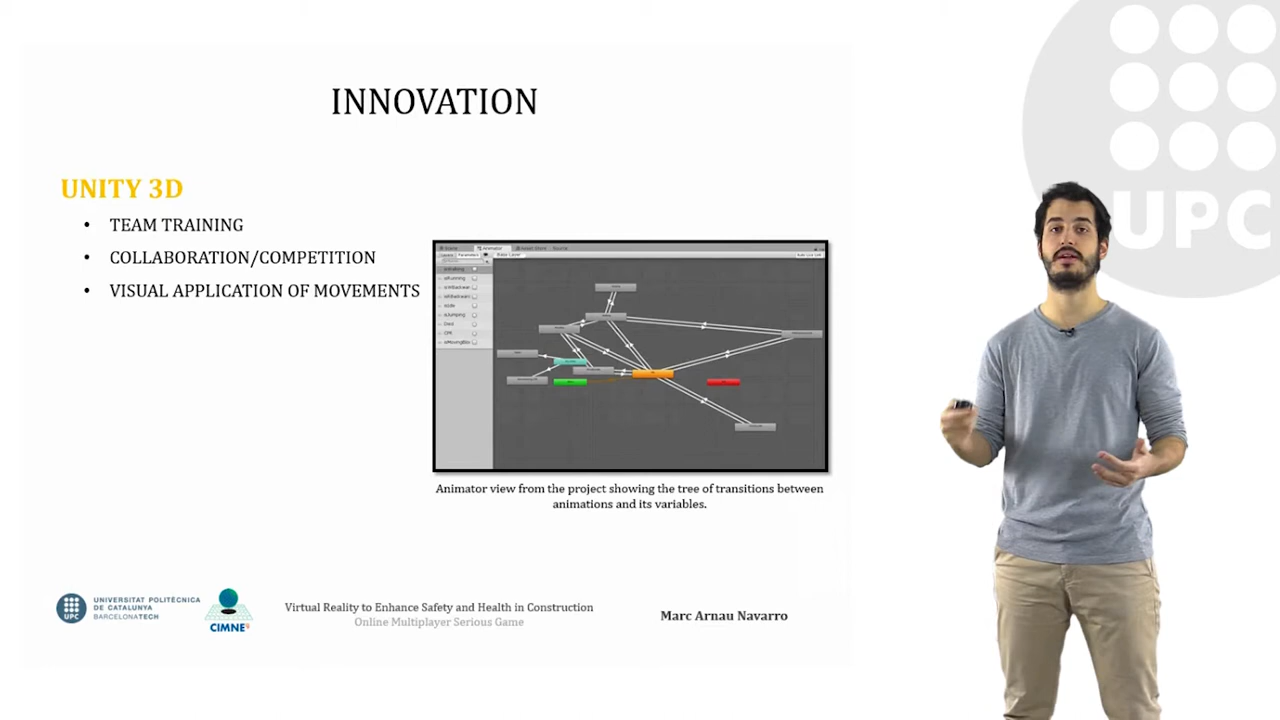 INNOVATION
UNITY 3D
• TEAM TRAINING
• COLLABORATION/COMPETITION
• VISUAL APPLICATION OF MOVEMENTS
Animator view from the project showing the tree of transitions between
animations and its variables.
UNIVERSITAT POLITÈCNICA
DE CATALUNYA
BARCELONATECH
UPC
CIMNE
Virtual Reality to Enhance Safety and Health in Construction
Online Multiplayer Serious Game
Marc Arnau Navarro
UPC